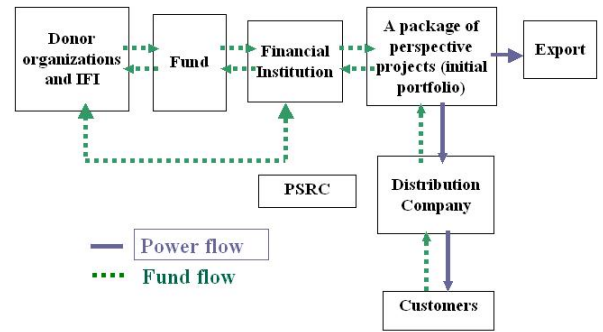 Donor
organizations
and IFI
Fund
Financial
Institution
A package of
perspective
projects (initial
portfolio)
Export
PSRC
Distribution
Company
Power flow
Fund flow
Customers